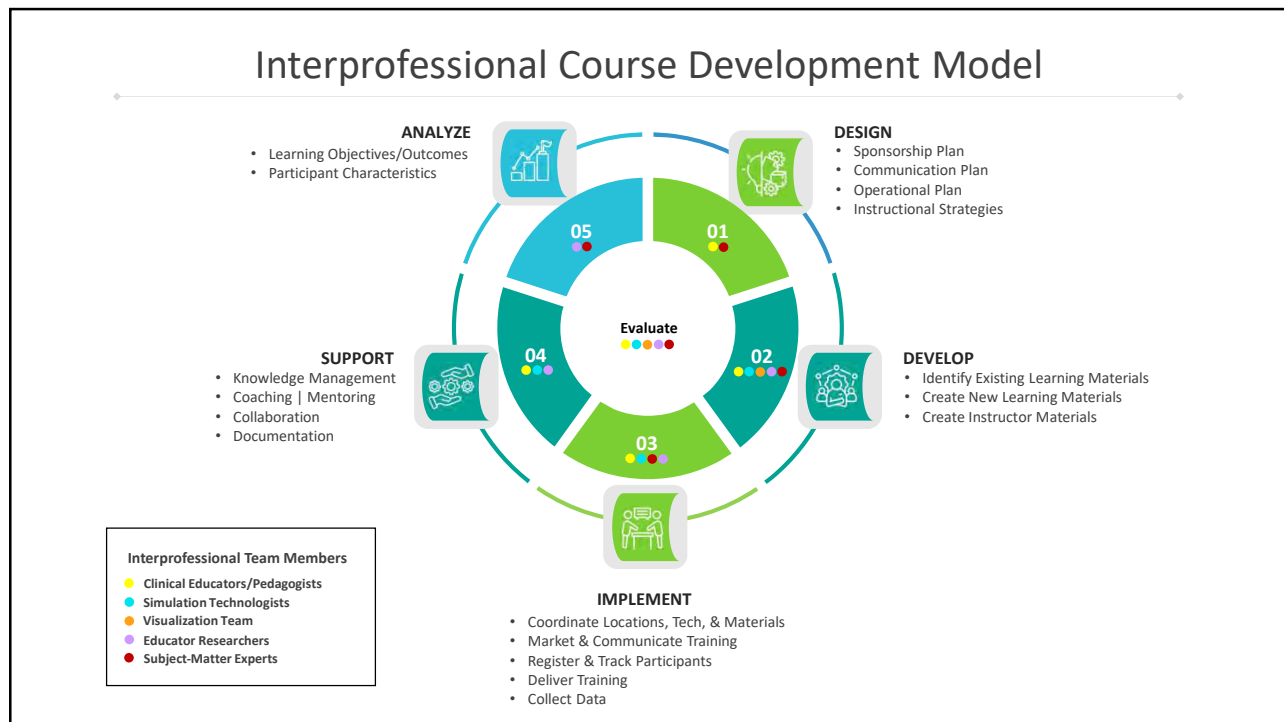 Interprofessional Course Development Model
ANALYZE
• Learning Objectives/Outcomes
• Participant Characteristics
DESIGN
• Sponsorship Plan
• Communication Plan
• Operational Plan
• Instructional Strategies
05
01
Evaluate
04
02
03
SUPPORT
• Knowledge Management
• Coaching | Mentoring
• Collaboration
• Documentation
DEVELOP
• Identify Existing Learning Materials
• Create New Learning Materials
• Create Instructor Materials
IMPLEMENT
• Coordinate Locations, Tech, & Materials
• Market & Communicate Training
• Register & Track Participants
• Deliver Training
• Collect Data
Interprofessional Team Members
Clinical Educators/Pedagogists
Simulation Technologists
Visualization Team
Educator Researchers
Subject-Matter Experts